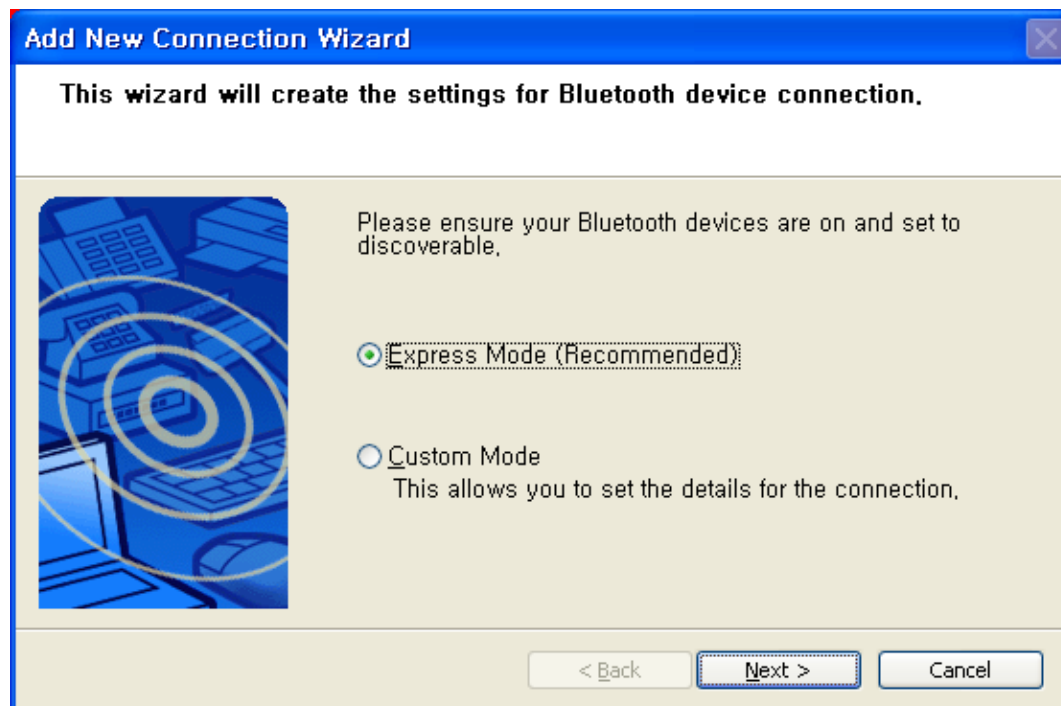 Add New Connection Wizard
This wizard will create the settings for Bluetooth device connection.
Please ensure your Bluetooth devices are on and set to
discoverable.
Express Mode (Recommended)
Custom Mode
This allows you to set the details for the connection.
< Back Next > Cancel